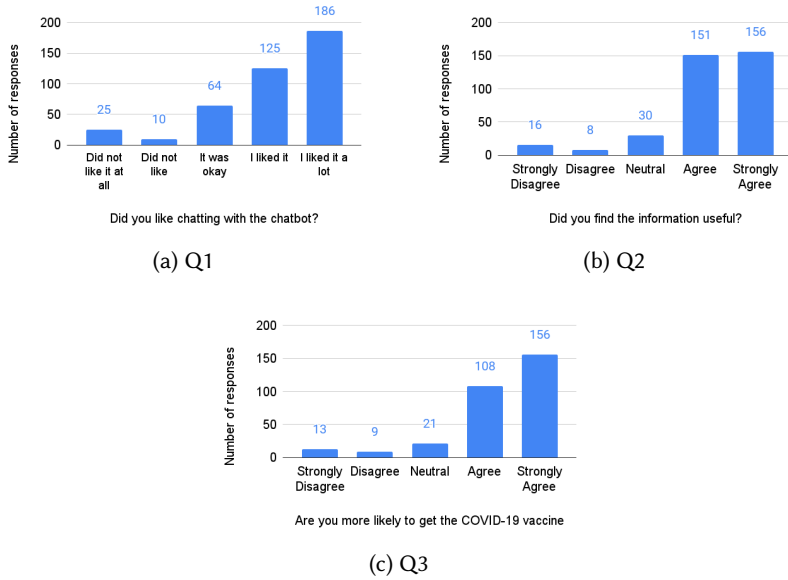 200
150
100
50
0
Number of responses
25
10
64
125
186
Did not like it at all
Did not like
It was okay
I liked it
I liked it a lot
Did you like chatting with the chatbot?
(a) Q1
200
150
100
50
0
Number of responses
16
8
30
151
156
Strongly Disagree
Disagree
Neutral
Agree
Strongly Agree
Did you find the information useful?
(b) Q2
200
150
100
50
0
Number of responses
13
9
21
108
156
Strongly Disagree
Disagree
Neutral
Agree
Strongly Agree
Are you more likely to get the COVID-19 vaccine
(c) Q3